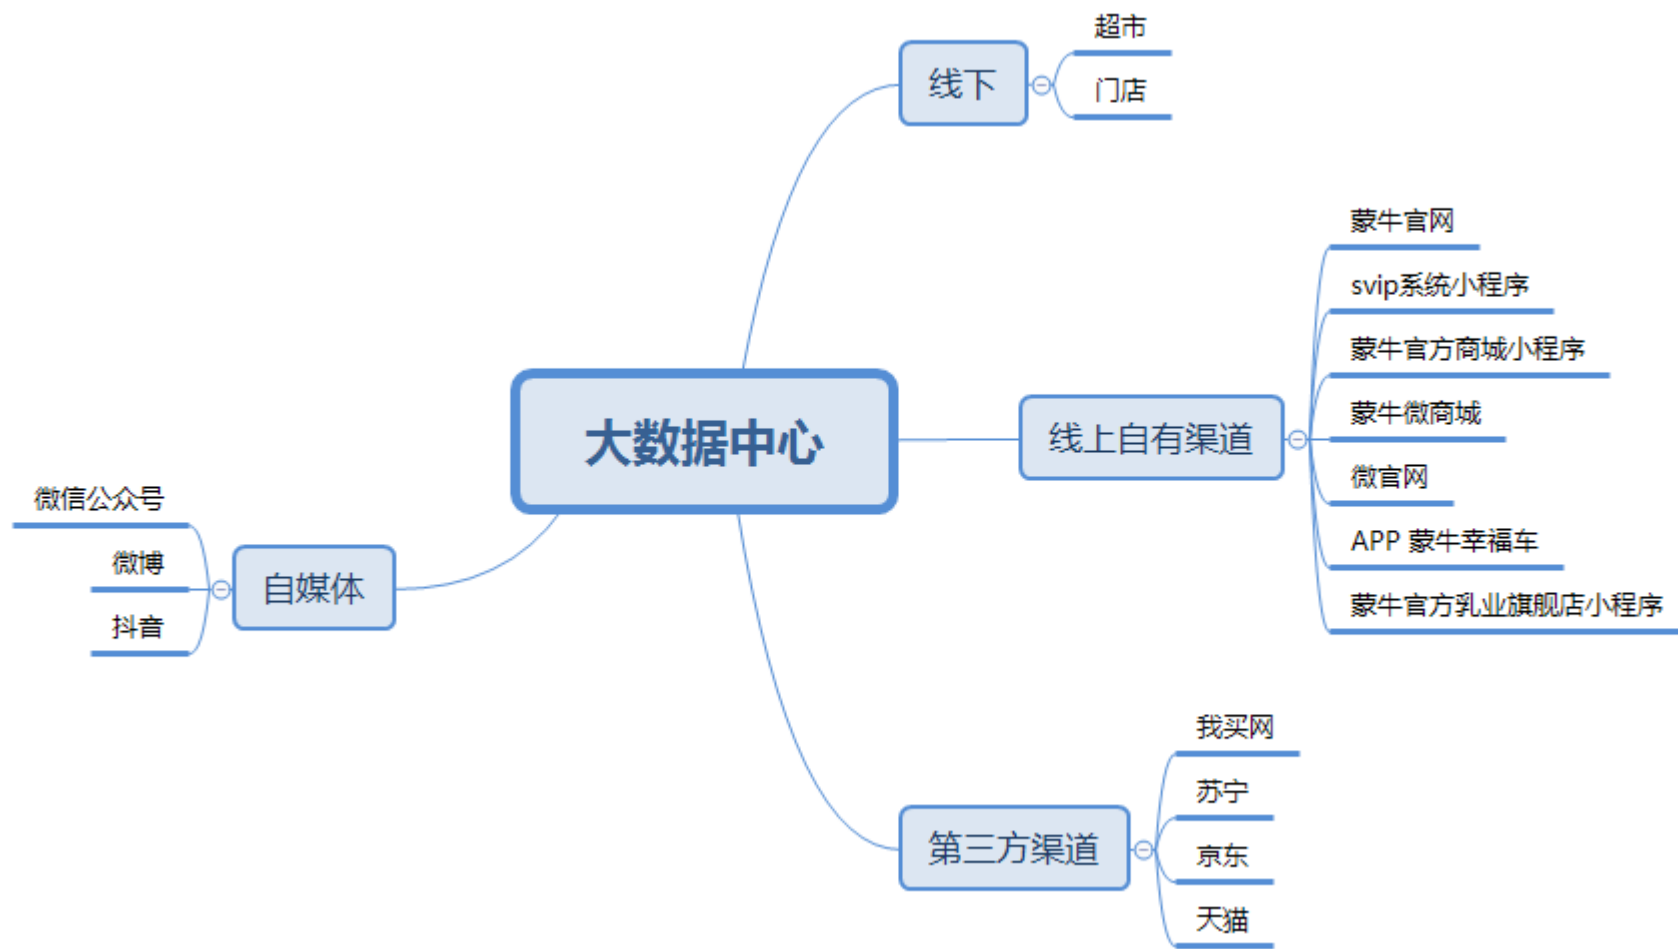 大数据中心
线下
超市
门店
线上自有渠道
蒙牛官网
svip系统小程序
蒙牛官方商城小程序
蒙牛微商城
微官网
APP 蒙牛幸福车
蒙牛官方乳业旗舰店小程序
第三方渠道
我买网
苏宁
京东
天猫
自媒体
微信公众号
微博
抖音